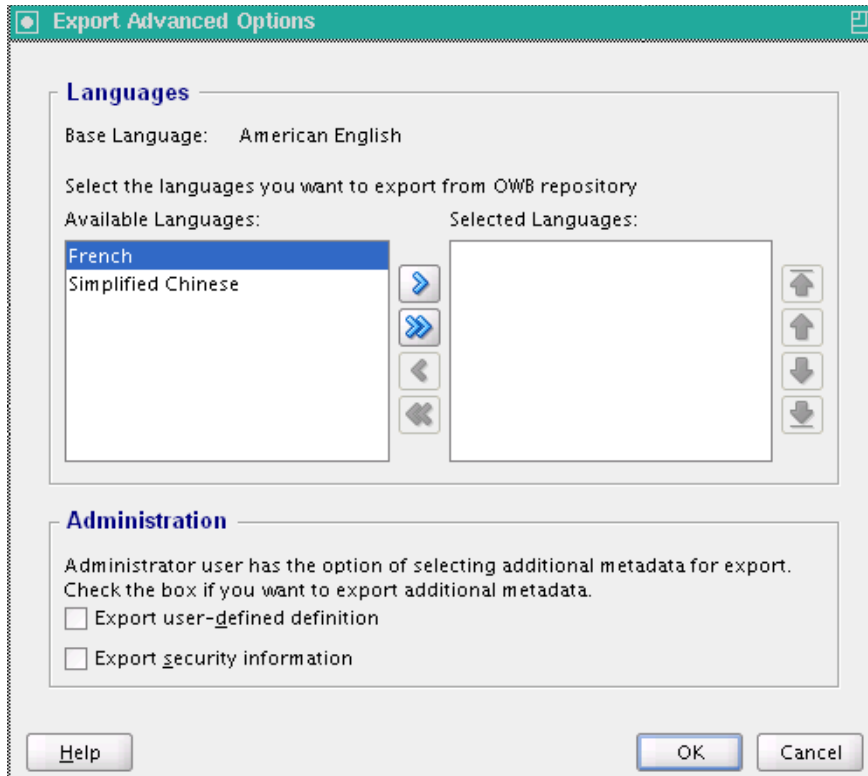 Export Advanced Options
Languages
Base Language: American English
Select the languages you want to export from OWB repository
Available Languages: Selected Languages:
French
Simplified Chinese
Administration
Administrator user has the option of selecting additional metadata for export.
Check the box if you want to export additional metadata.
Export user-defined definition
Export security information
Help OK Cancel